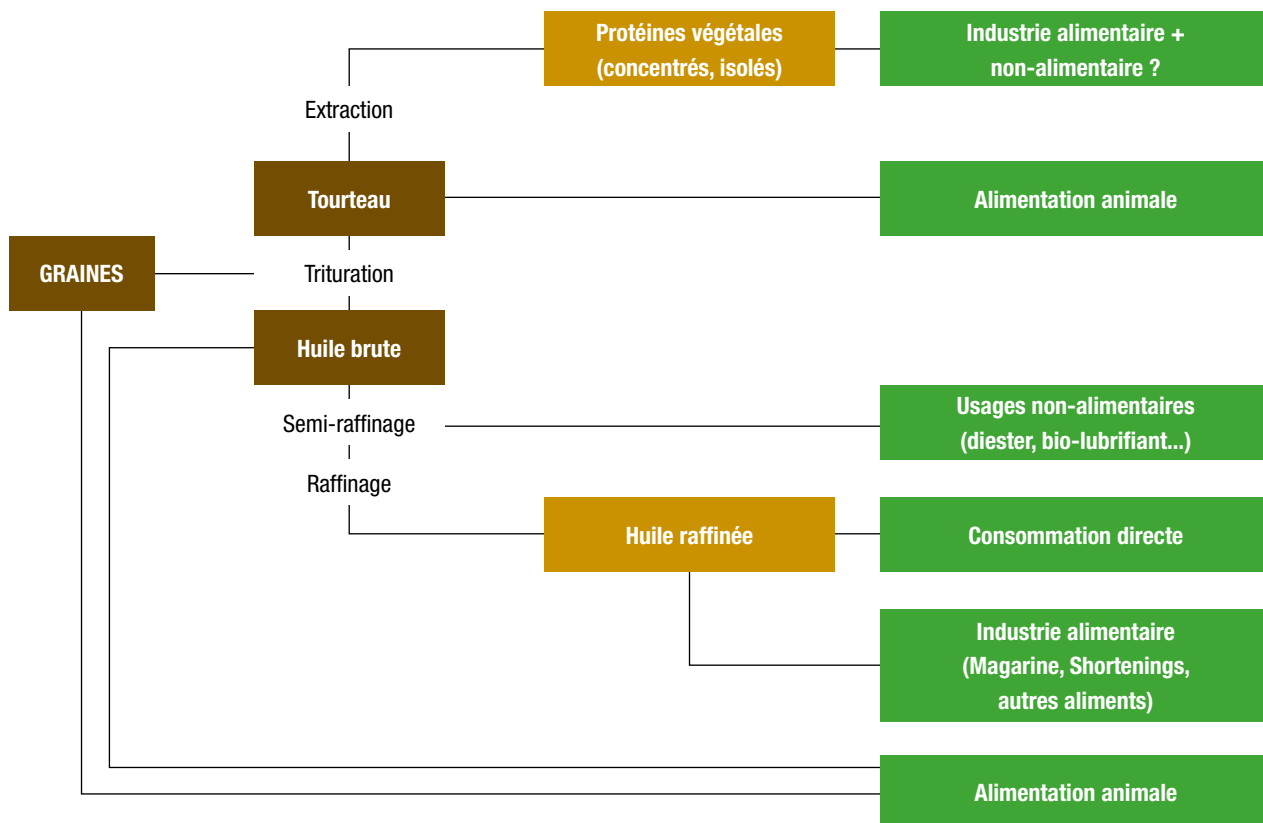 Protéines végétales
(concentrés, isolés)
Industrie alimentaire +
non-alimentaire ?
Extraction
Tourteau
Alimentation animale
GRAINES
Trituration
Huile brute
Semi-raffinage
Usages non-alimentaires
(diester, bio-lubrifiant...)
Raffinage
Huile raffinée
Consommation directe
Industrie alimentaire
(Magarine, Shortenings,
autres aliments)
Alimentation animale